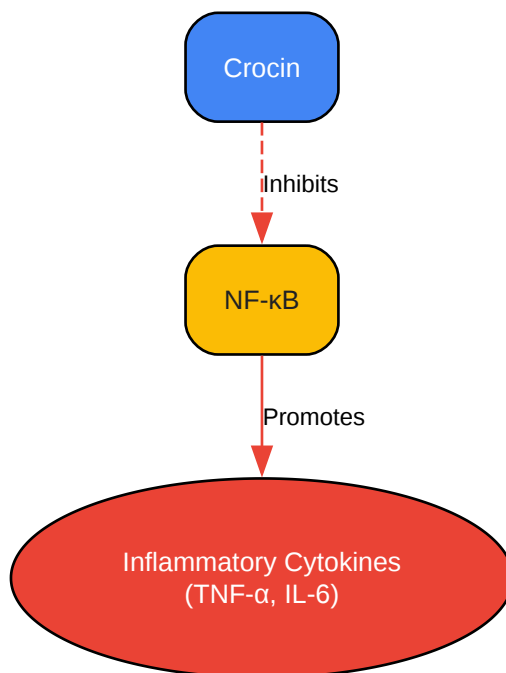 Crocin
Inhibits
NF-κB
Promotes
Inflammatory Cytokines
(TNF-α, IL-6)